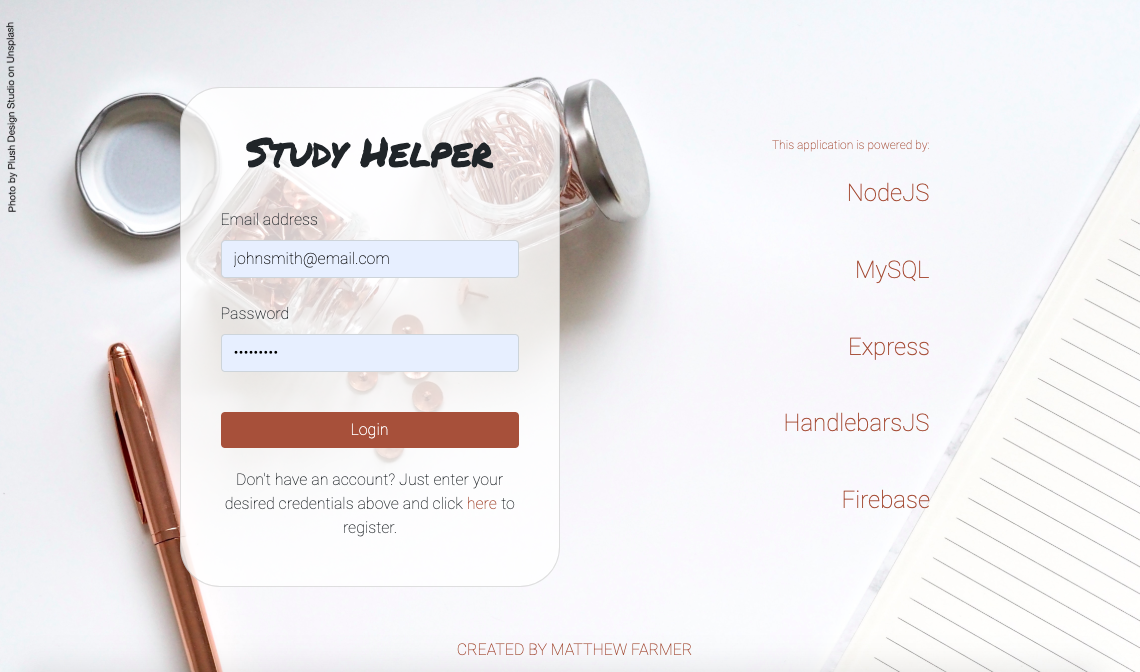 Photo by Plush Design Studio on Unsplash
Study Helper
Email address
johnsmith@email.com
Password
•••••••••
Login
Don't have an account? Just enter your
desired credentials above and click here to
register.
This application is powered by:
NodeJS
MySQL
Express
HandlebarsJS
Firebase
CREATED BY MATTHEW FARMER